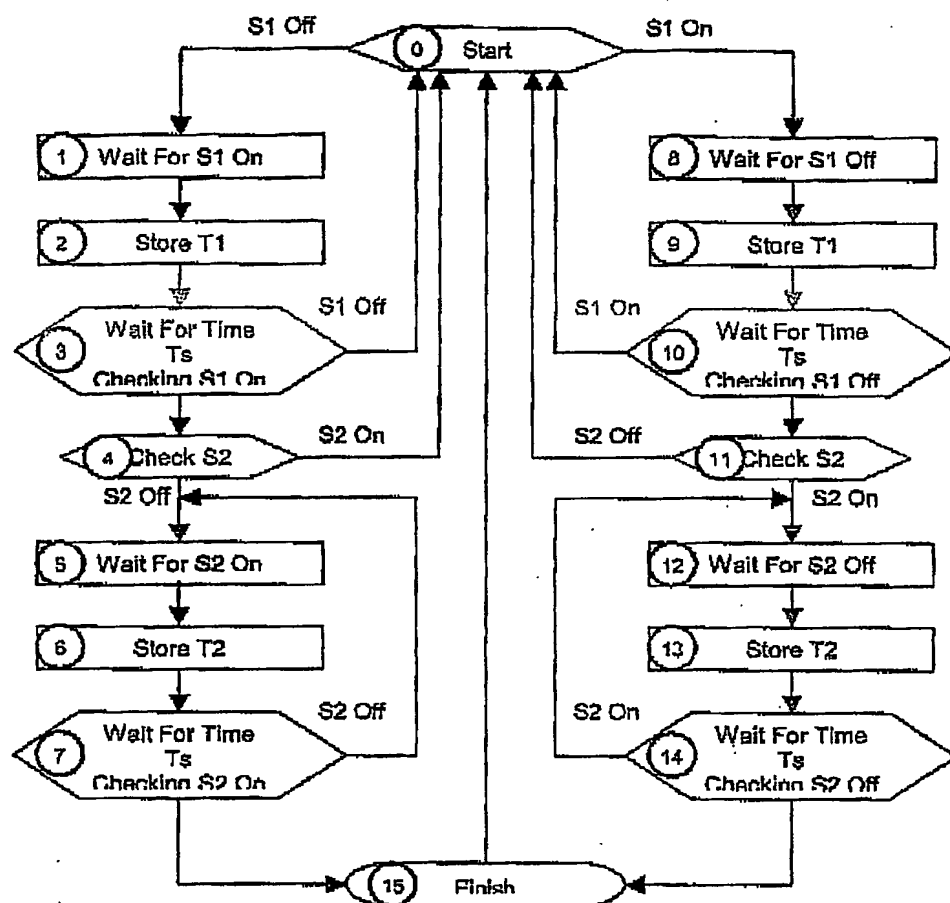 S1 Off
0 Start
S1 On
1 Wait For S1 On
8 Wait For S1 Off
2 Store T1
9 Store T1
S1 Off
S1 On
3 Wait For Time
Ts
Checking S1 On
10 Wait For Time
Ts
Checking S1 Off
S2 On
S2 Off
4 Check S2
11 Check S2
S2 Off
S2 On
5 Wait For S2 On
12 Wait For S2 Off
6 Store T2
13 Store T2
S2 Off
S2 On
7 Wait For Time
Ts
Checking S2 On
14 Wait For Time
Ts
Checking S2 Off
15 Finish